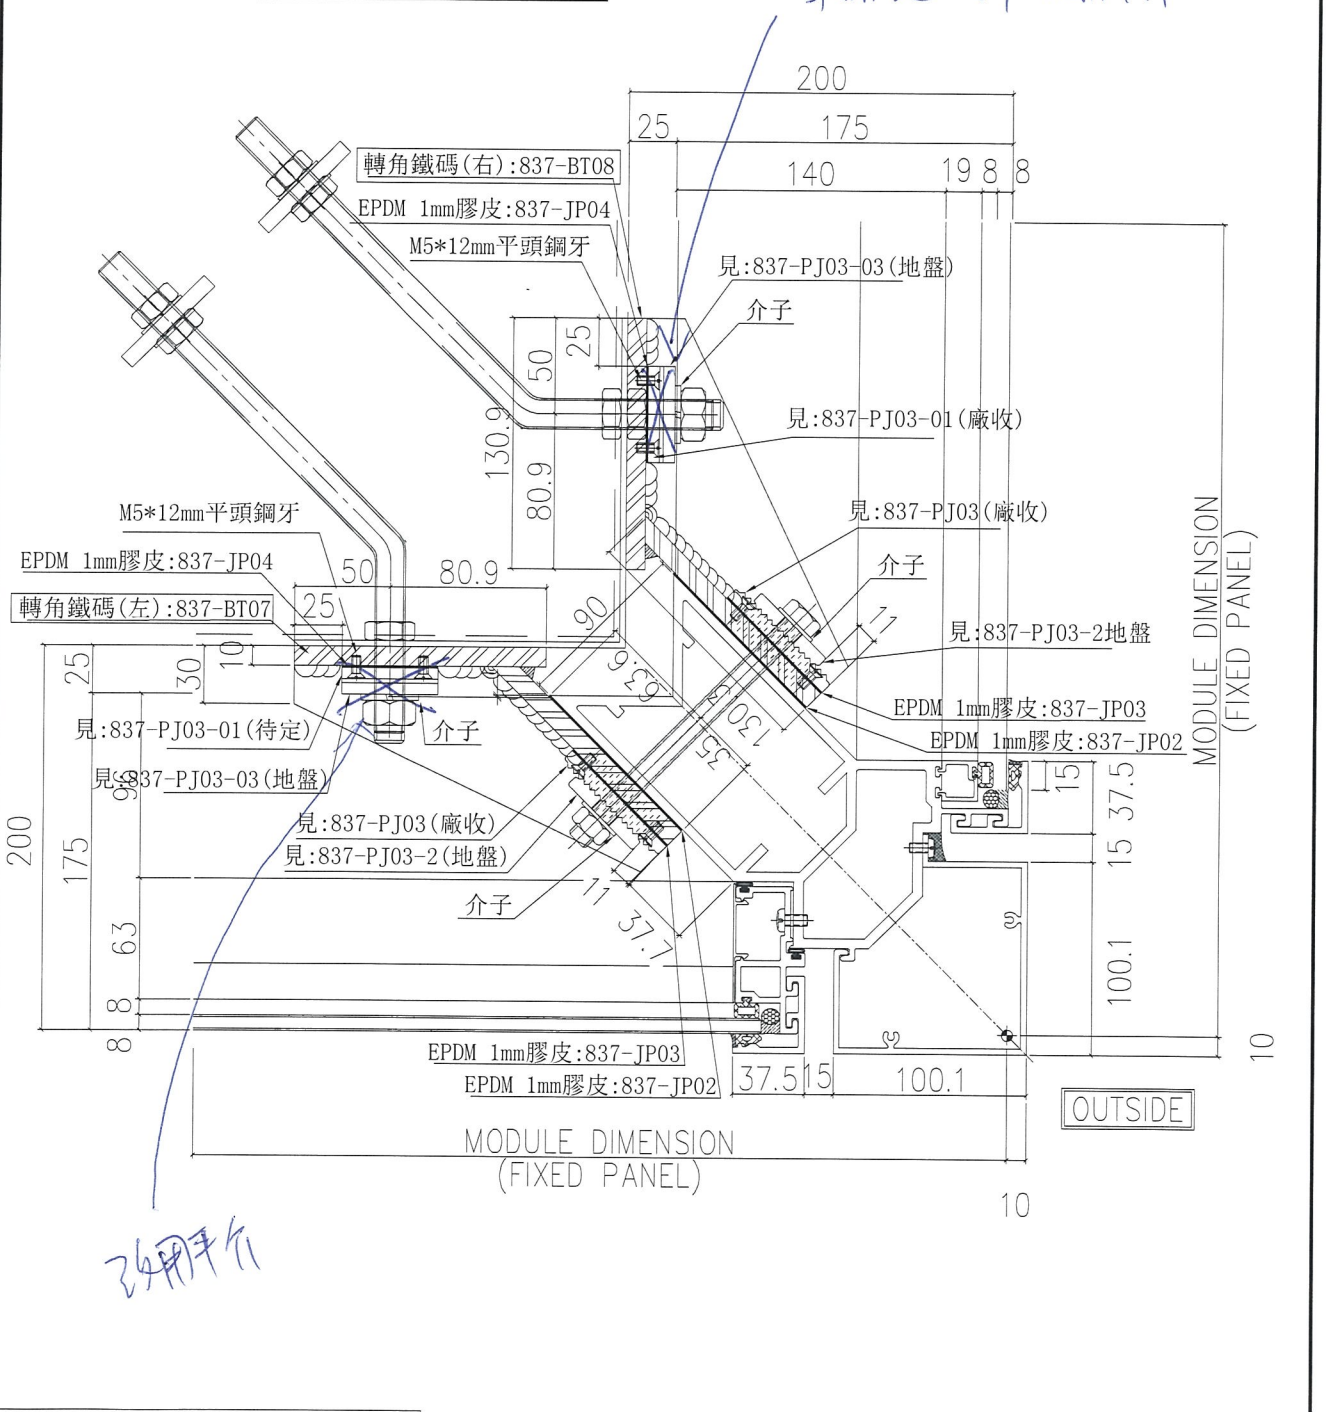 200
25
175
140
19
8
8
轉角鐵碼(右):837-BT08
EPDM 1mm膠皮:837-JP04
M5*12mm平頭鋼牙
見:837-PJ03-03(地盤)
介子
25
50
130.9
80.9
見:837-PJ03-01(廠收)
見:837-PJ03(廠收)
介子
11
見:837-PJ03-2地盤
EPDM 1mm膠皮:837-JP03
EPDM 1mm膠皮:837-JP02
MODULE DIMENSION
(FIXED PANEL)
M5*12mm平頭鋼牙
EPDM 1mm膠皮:837-JP04
轉角鐵碼(左):837-BT07
50
80.9
25
90
63.6
130.3
35
25
30
10
見:837-PJ03-01(待定)
介子
見:837-PJ03-03(地盤)
見:837-PJ03(廠收)
見:837-PJ03-2(地盤)
介子
11
37.7
200
175
63
8
8
15
37.5
15
100.1
10
EPDM 1mm膠皮:837-JP03
EPDM 1mm膠皮:837-JP02
37.5
15
100.1
OUTSIDE
MODULE DIMENSION
(FIXED PANEL)
10
改用平介